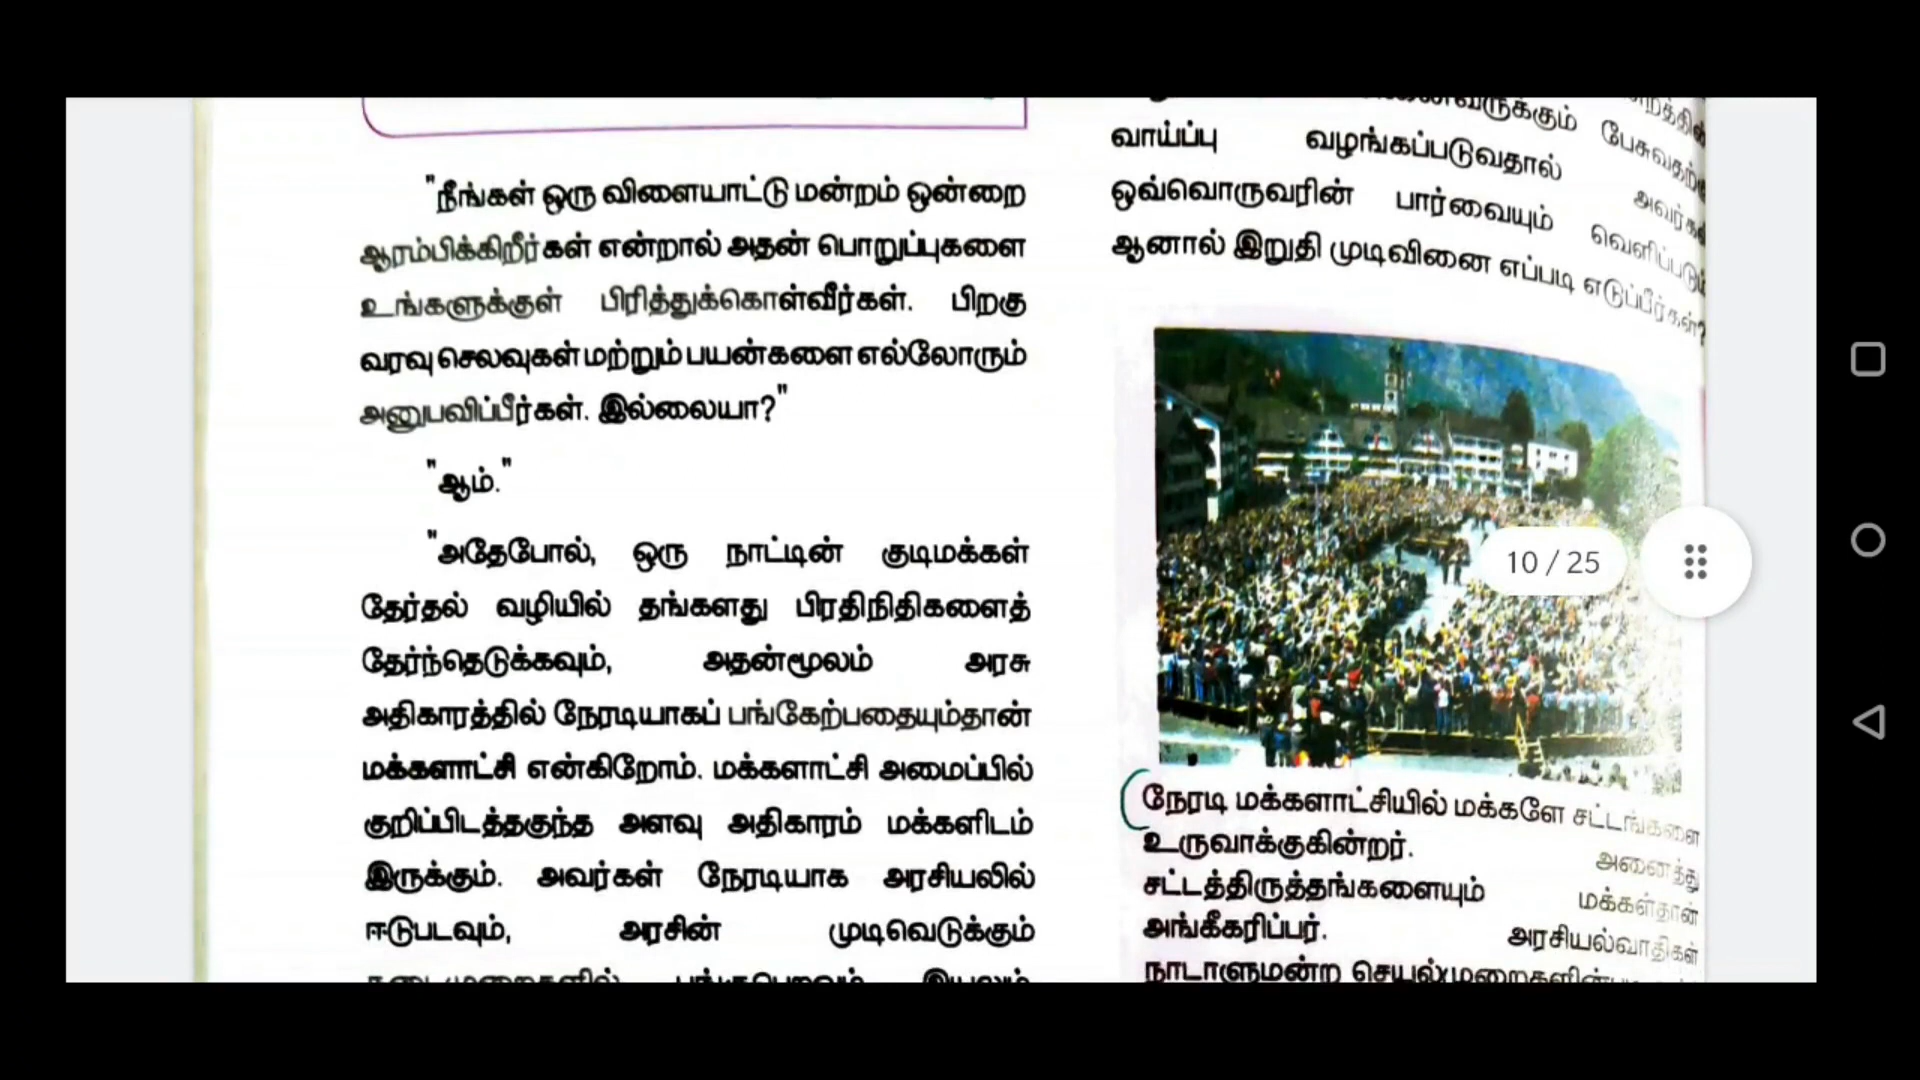 "நீங்கள் ஒரு விளையாட்டு மன்றம் ஒன்றை
ஆரம்பிக்கிறீர்கள் என்றால் அதன் பொறுப்புகளை
உங்களுக்குள் பிரித்துக்கொள்வீர்கள். பிறகு
வரவு செலவுகள் மற்றும் பயன்களை எல்லோரும்
அனுபவிப்பீர்கள். இல்லையா?"
"ஆம்."
"அதேபோல், ஒரு நாட்டின் குடிமக்கள்
தேர்தல் வழியில் தங்களது பிரதிநிதிகளைத்
தேர்ந்தெடுக்கவும், அதன்மூலம் அரசு
அதிகாரத்தில் நேரடியாகப் பங்கேற்பதையும்தான்
மக்களாட்சி என்கிறோம். மக்களாட்சி அமைப்பில்
குறிப்பிடத்தகுந்த அளவு அதிகாரம் மக்களிடம்
இருக்கும். அவர்கள் நேரடியாக அரசியலில்
ஈடுபடவும், அரசின் முடிவெடுக்கும்
பேசுவதற்கு
வாய்ப்பு வழங்கப்படுவதால் அவர்கள்
ஒவ்வொருவரின் பார்வையும் வெளிப்படும்
ஆனால் இறுதி முடிவினை எப்படி எடுப்பீர்கள்?
10 / 25
நேரடி மக்களாட்சியில் மக்களே சட்டங்களை
உருவாக்குகின்றர். அனைத்து
சட்டத்திருத்தங்களையும் மக்கள்தான்
அங்கீகரிப்பர். அரசியல்வாதிகள்
நாடாளுமன்ற